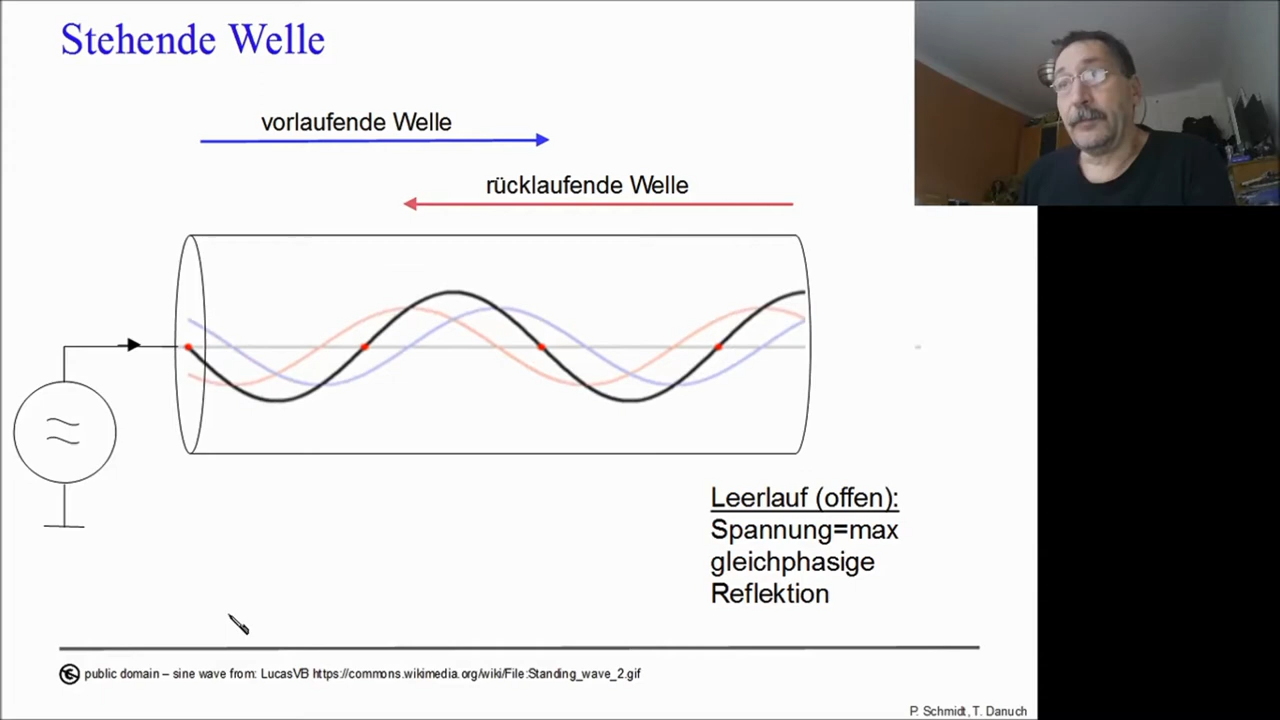 Stehende Welle
vorlaufende Welle
rücklaufende Welle
Leerlauf (offen):
Spannung=max
gleichphasige
Reflektion
public domain – sine wave from: LucasVB https://commons.wikimedia.org/wiki/File:Standing_wave_2.gif
P. Schmidt, T. Danuch